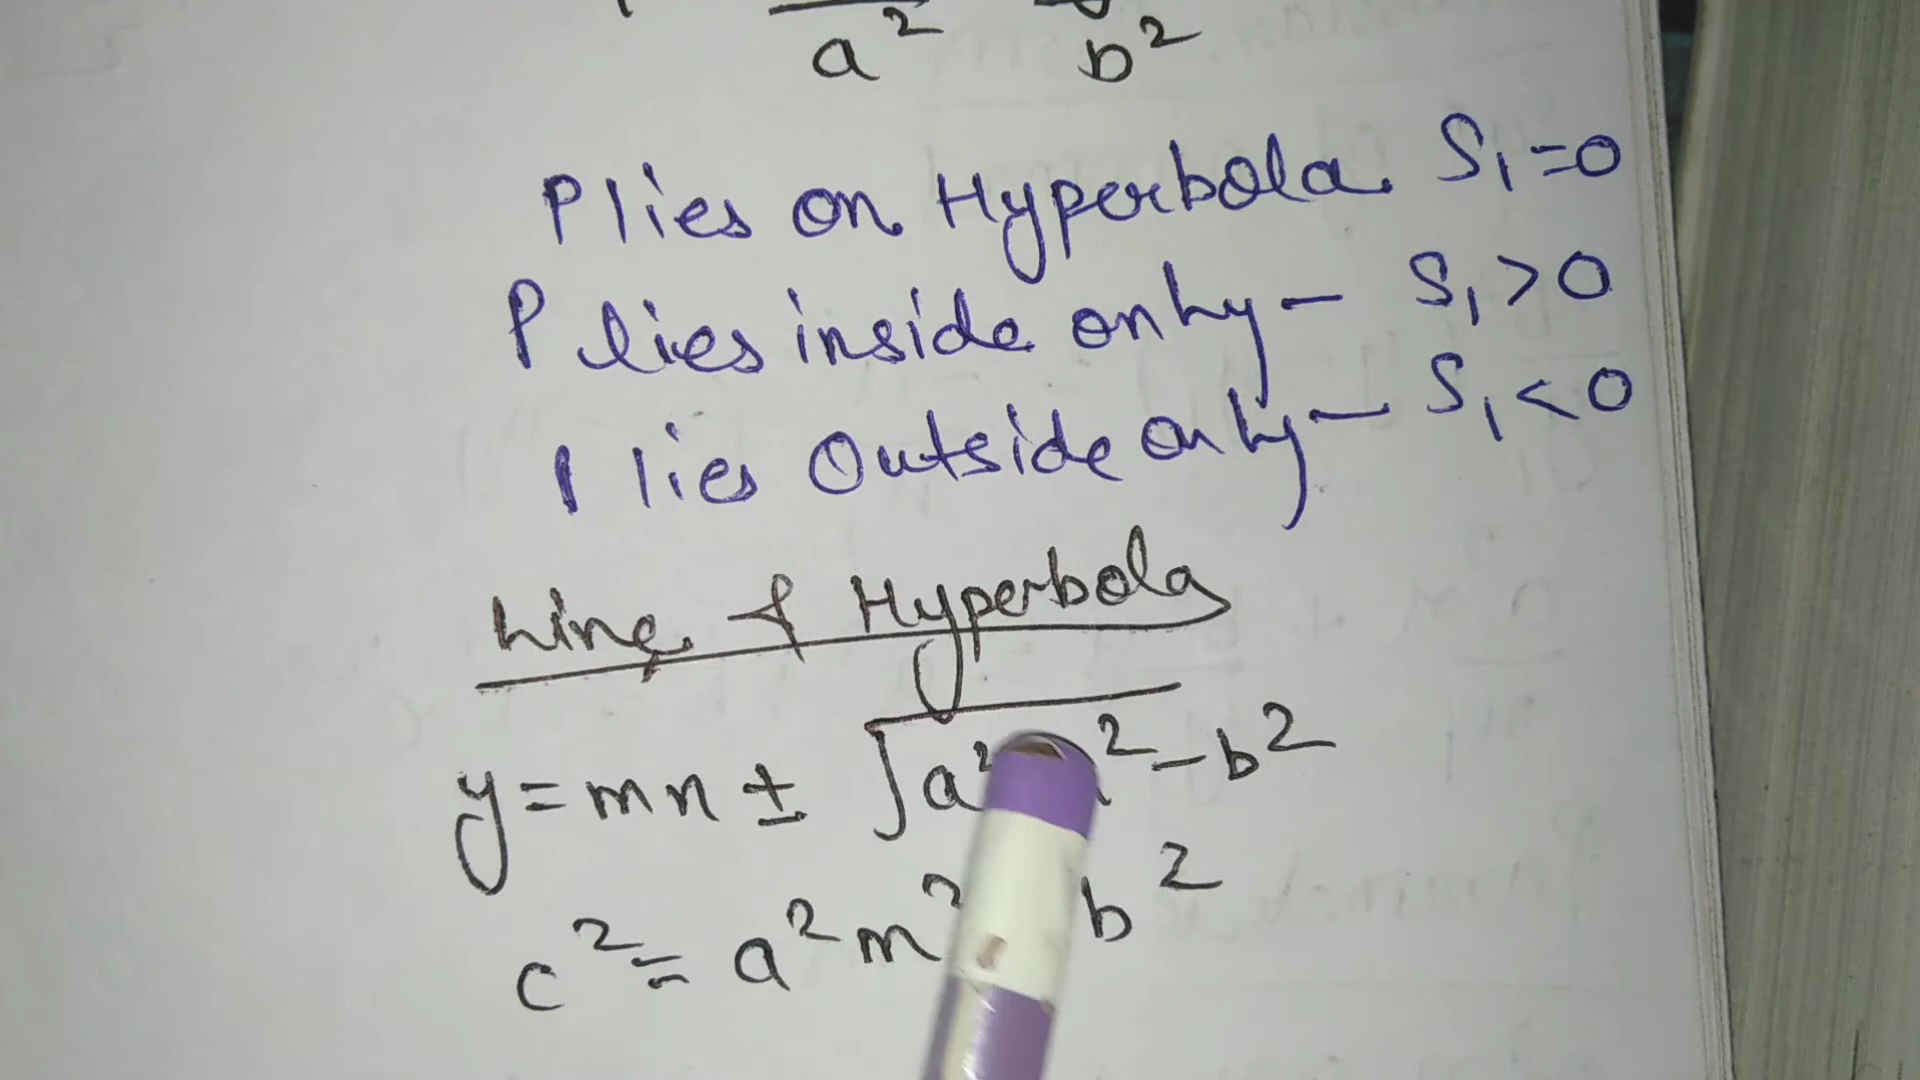 a² b²
P lies on Hyperbola. S₁=0
P lies inside only – S₁>0
P lies Outside only – S₁<0
Line & Hyperbola
y = mx ± √a² ² – b²
c² = a²m² b²